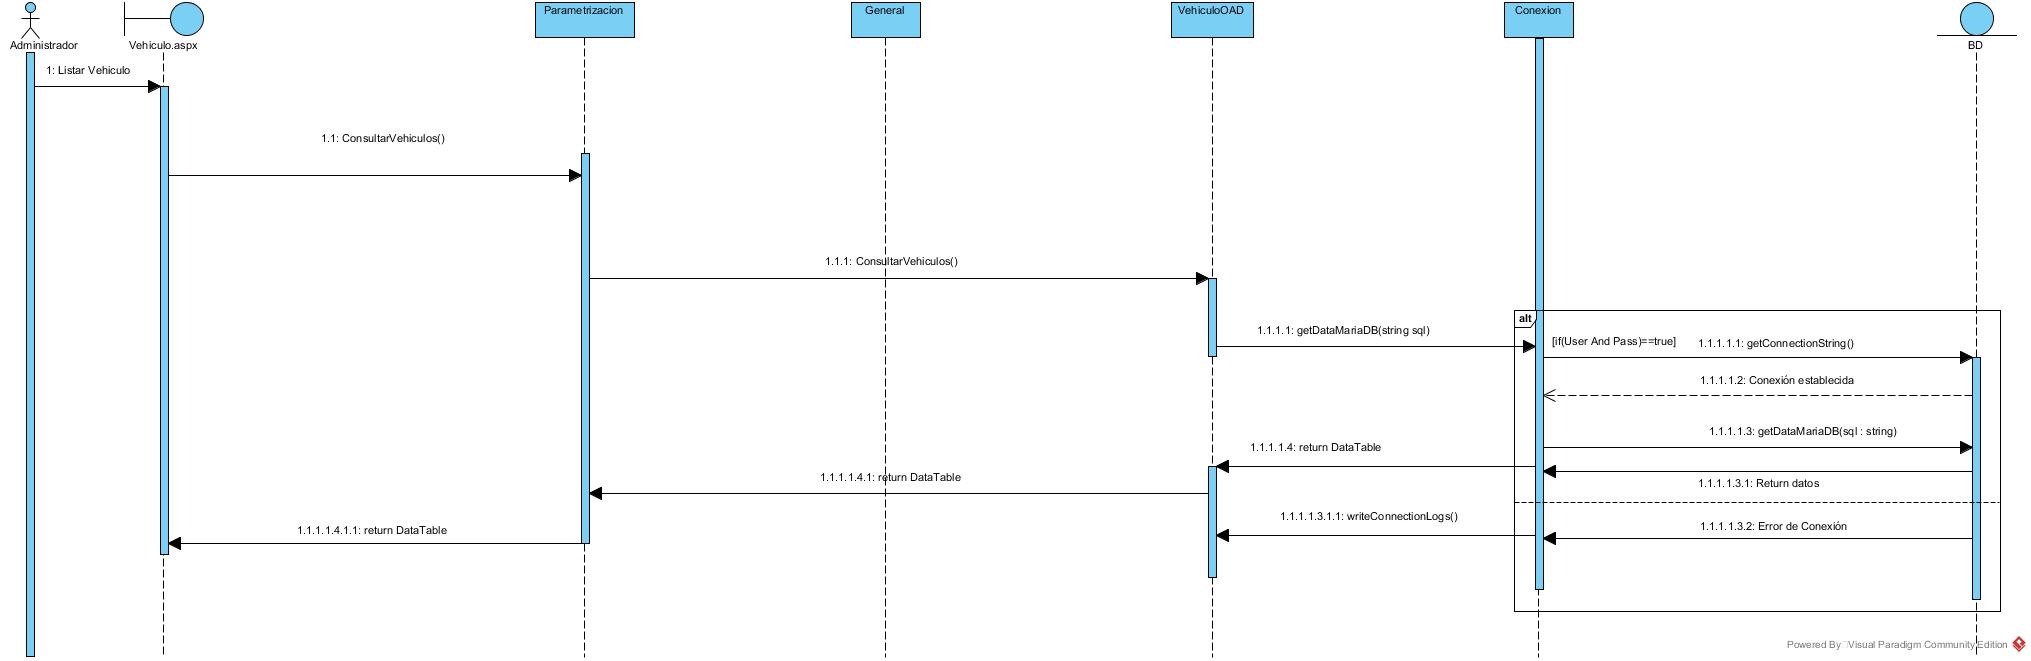 Parametrizacion
General
VehiculoOAD
Conexion
Administrador
Vehiculo.aspx
BD
1: Listar Vehiculo
1.1: ConsultarVehiculos()
1.1.1: ConsultarVehiculos()
alt
1.1.1.1: getDataMariaDB(string sql)
[if(User And Pass)==true]
1.1.1.1.1: getConnectionString()
1.1.1.1.2: Conexión establecida
1.1.1.1.3: getDataMariaDB(sql : string)
1.1.1.1.4: return DataTable
1.1.1.1.4.1: return DataTable
1.1.1.1.3.1: Return datos
1.1.1.1.3.1.1: writeConnectionLogs()
1.1.1.1.3.2: Error de Conexión
1.1.1.1.4.1.1: return DataTable
Powered By Visual Paradigm Community Edition